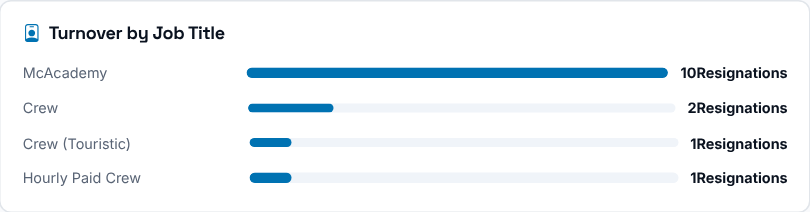 Turnover by Job Title
McAcademy 10Resignations
Crew 2Resignations
Crew (Touristic) 1Resignations
Hourly Paid Crew 1Resignations